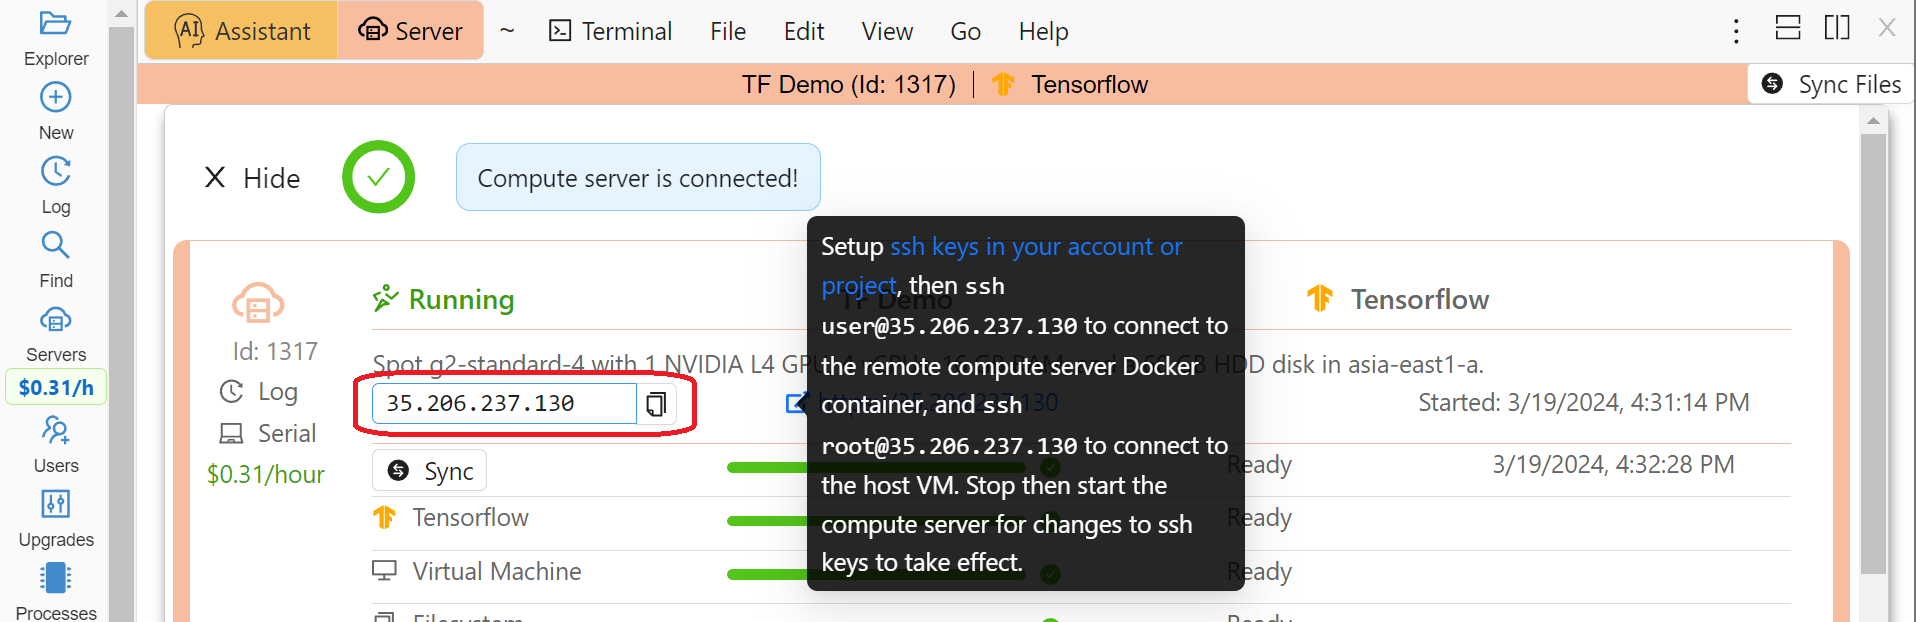 Explorer
New
Log
Find
Servers
$0.31/h
Users
Upgrades
Processes
AI Assistant
Server
~
Terminal
File
Edit
View
Go
Help
TF Demo (Id: 1317)
Tensorflow
Sync Files
X Hide
Compute server is connected!
Id: 1317
Log
Serial
$0.31/hour
Running
TF Demo
Tensorflow
Spot g2-standard-4 with 1 NVIDIA L4 GPU, HDD disk in asia-east1-a.
35.206.237.130
Started: 3/19/2024, 4:31:14 PM
Sync
Ready
3/19/2024, 4:32:28 PM
Tensorflow
Ready
Virtual Machine
Ready
Filesystem
Setup ssh keys in your account or
project, then ssh
user@35.206.237.130 to connect to
the remote compute server Docker
container, and ssh
root@35.206.237.130 to connect to
the host VM. Stop then start the
compute server for changes to ssh
keys to take effect.